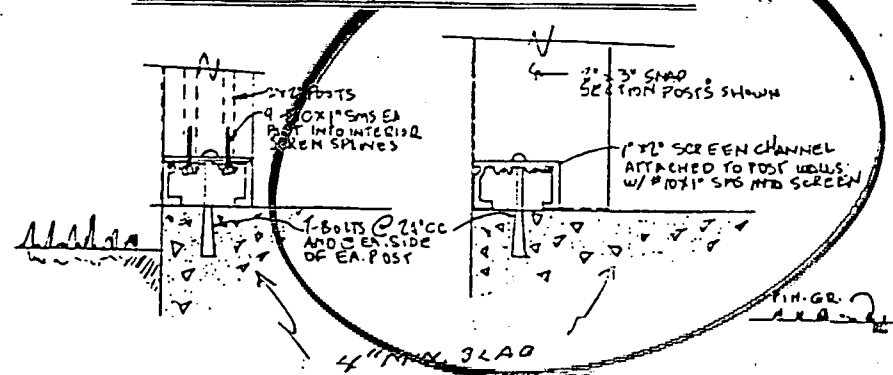 2"x2" POSTS
#10x1" SMS EA
POST INTO INTERIOR
SCREEN SPLINES
T-BOLTS @ 24"CC
AND @ EA. SIDE
OF EA. POST
2" x 3" SNAP
SECTION POSTS SHOWN
1"x2" SCREEN CHANNEL
ATTACHED TO POST WALLS
W/ #10x1" SMS INTO SCREEN
FIN. GR.
4" MIN. SLAB